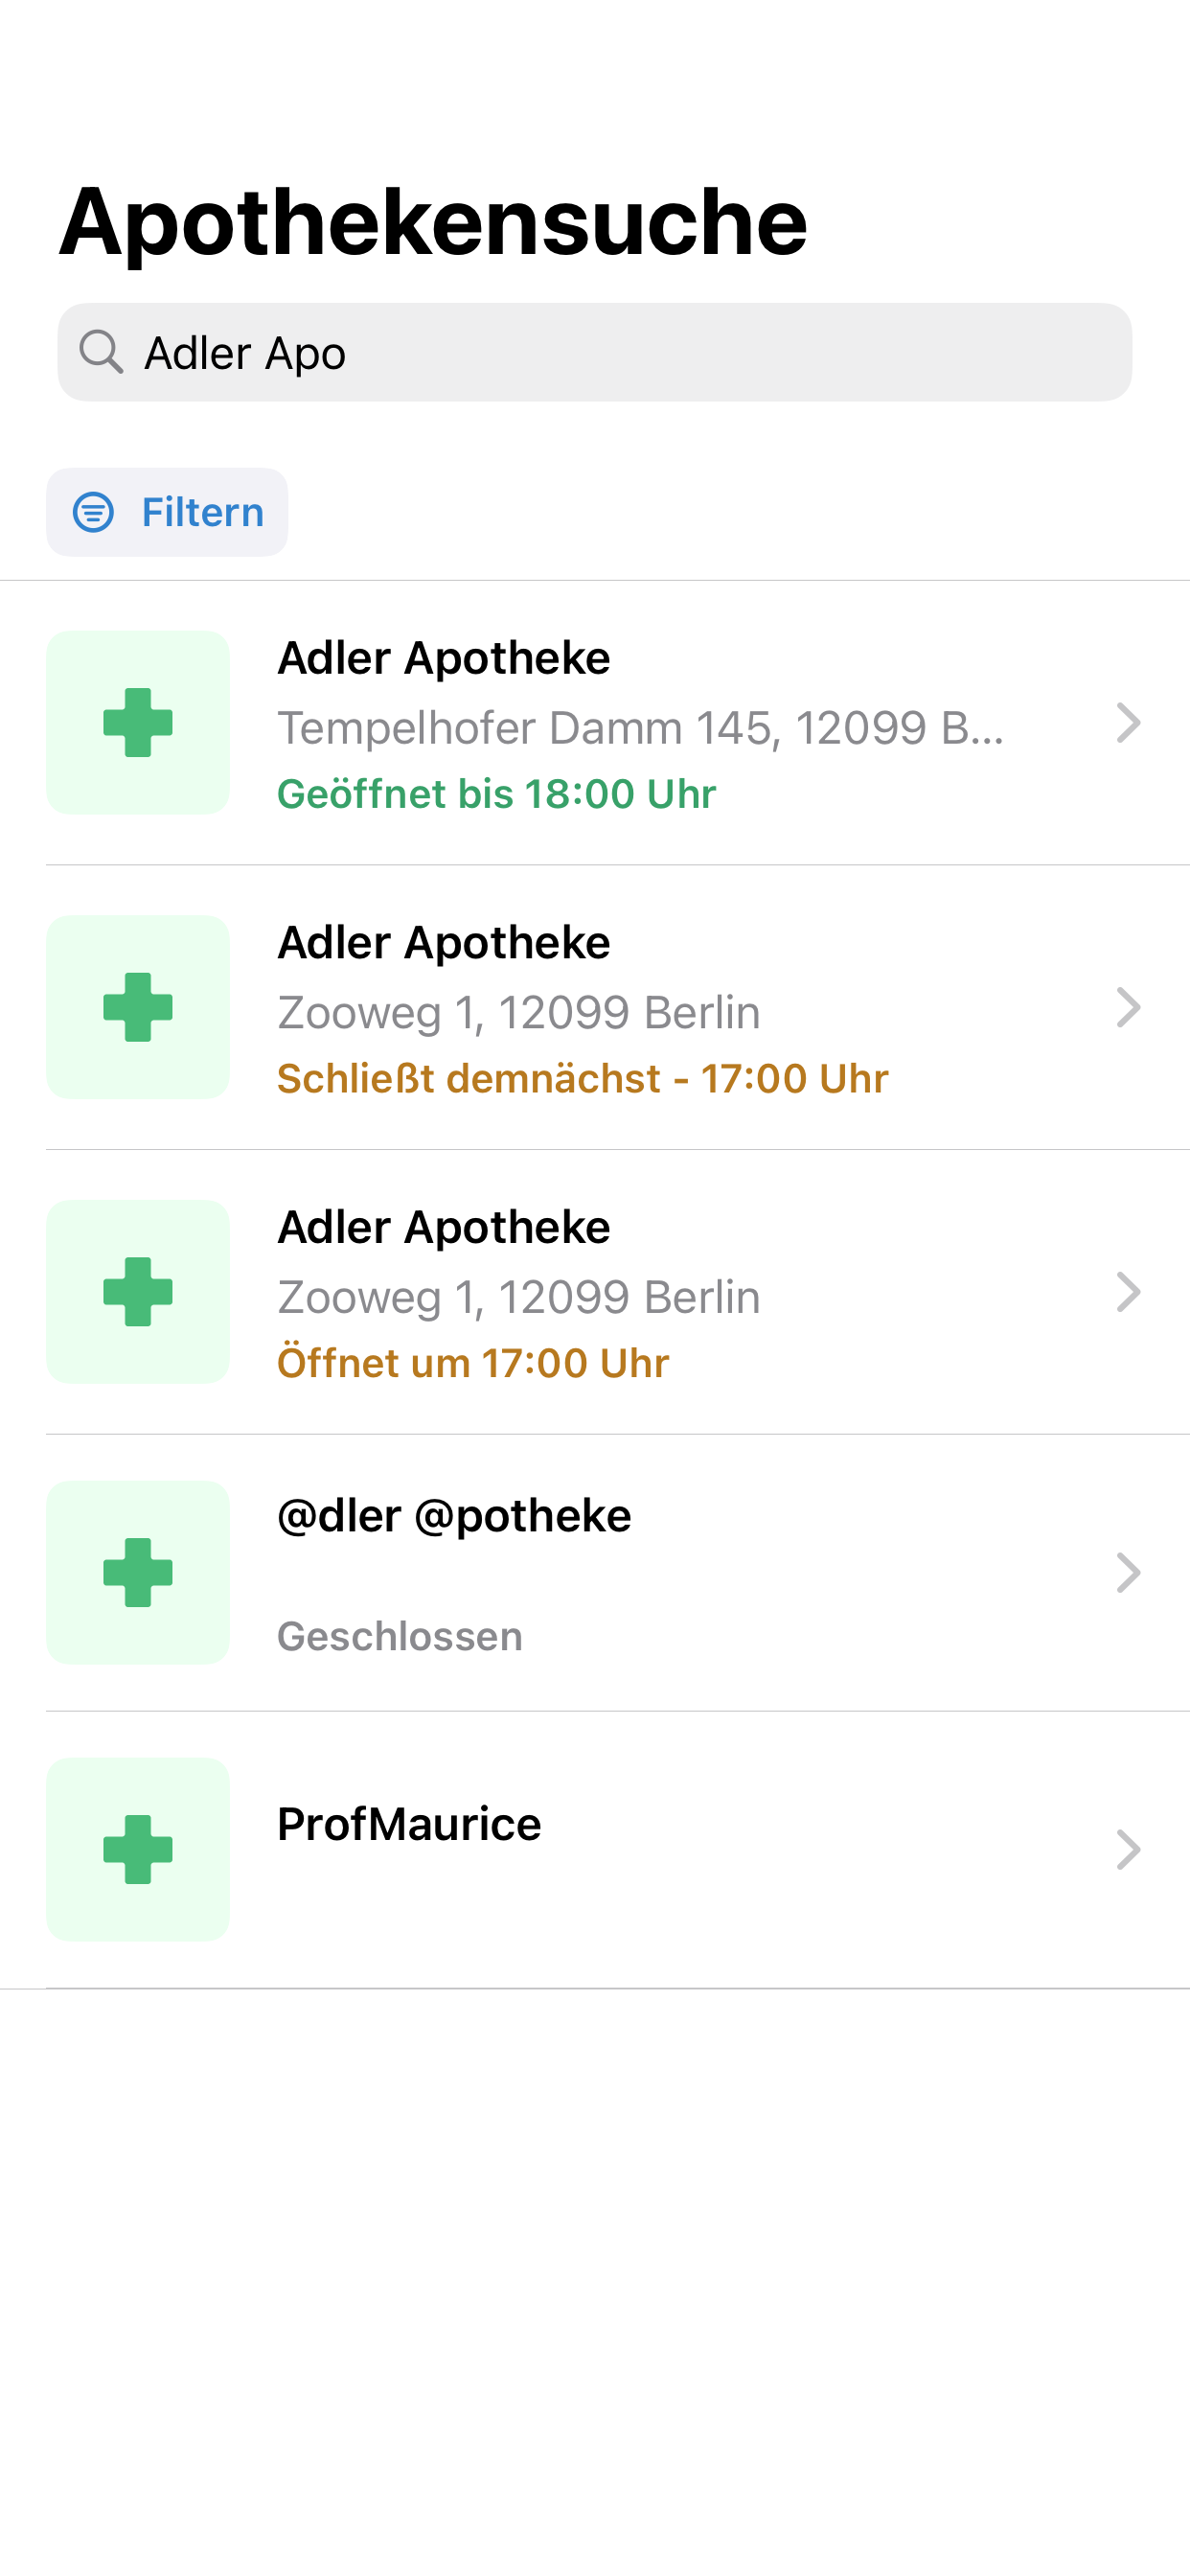 Apothekensuche
Adler Apo
Filtern
Adler Apotheke
Tempelhofer Damm 145, 12099 B...
Geöffnet bis 18:00 Uhr
Adler Apotheke
Zooweg 1, 12099 Berlin
Schließt demnächst - 17:00 Uhr
Adler Apotheke
Zooweg 1, 12099 Berlin
Öffnet um 17:00 Uhr
@dler @potheke
Geschlossen
ProfMaurice